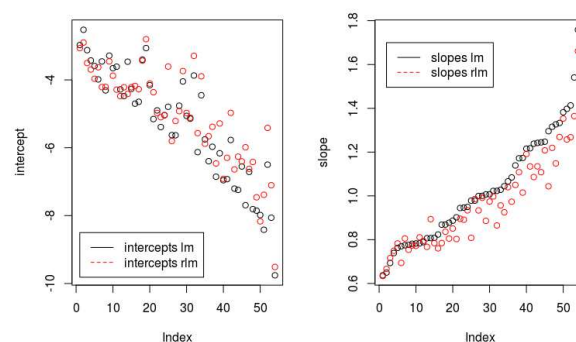 intercept
-4
-6
-8
-10
intercepts lm
intercepts rlm
0 10 20 30 40 50
Index
slope
1.8
1.6
1.4
1.2
1.0
0.8
0.6
slopes lm
slopes rlm
0 10 20 30 40 50
Index